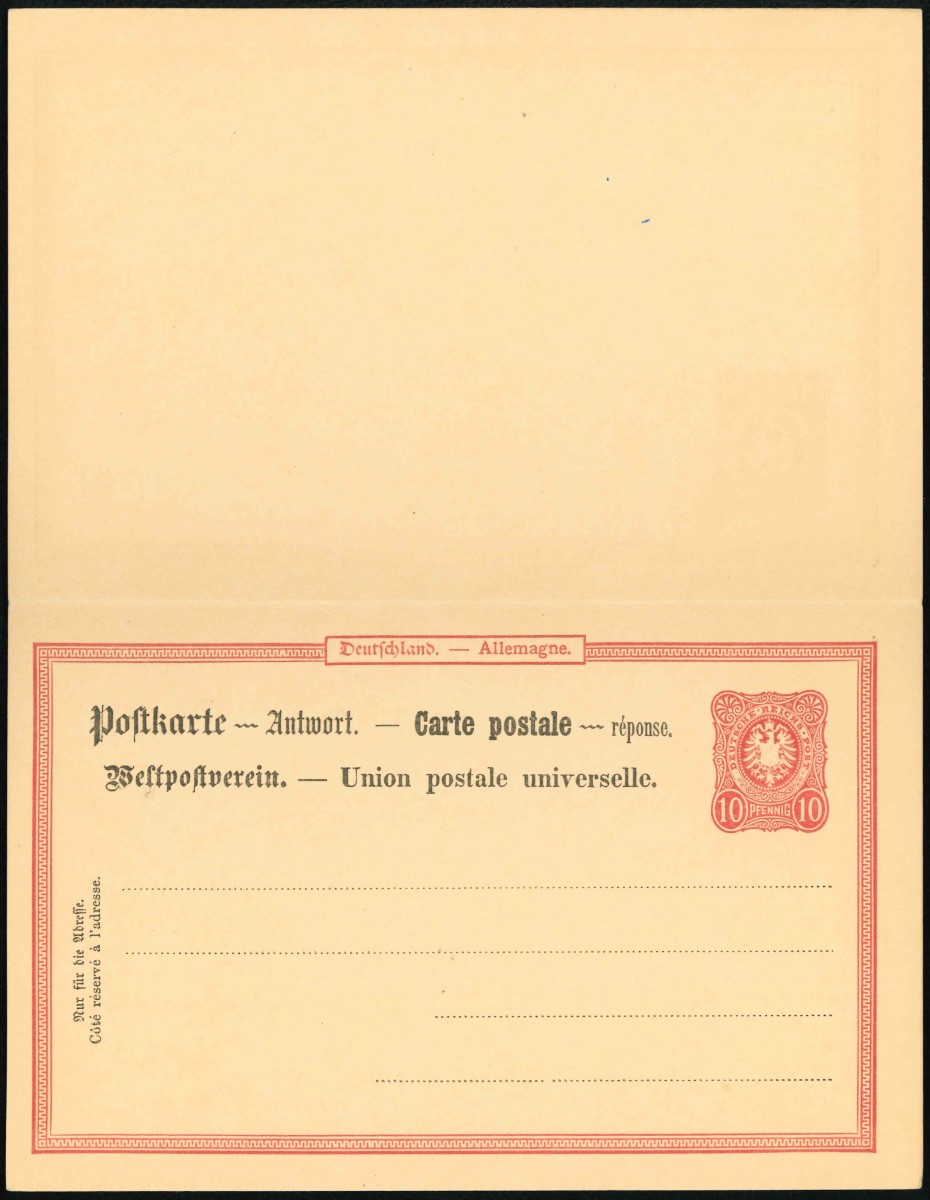 Deutschland. — Allemagne.
Postkarte — Antwort. — Carte postale — réponse.
Weltpostverein. — Union postale universelle.
DEUTSCHE · REICHS · POST
10 PFENNIG 10
Nur für die Adresse.
Côté réservé à l'adresse.